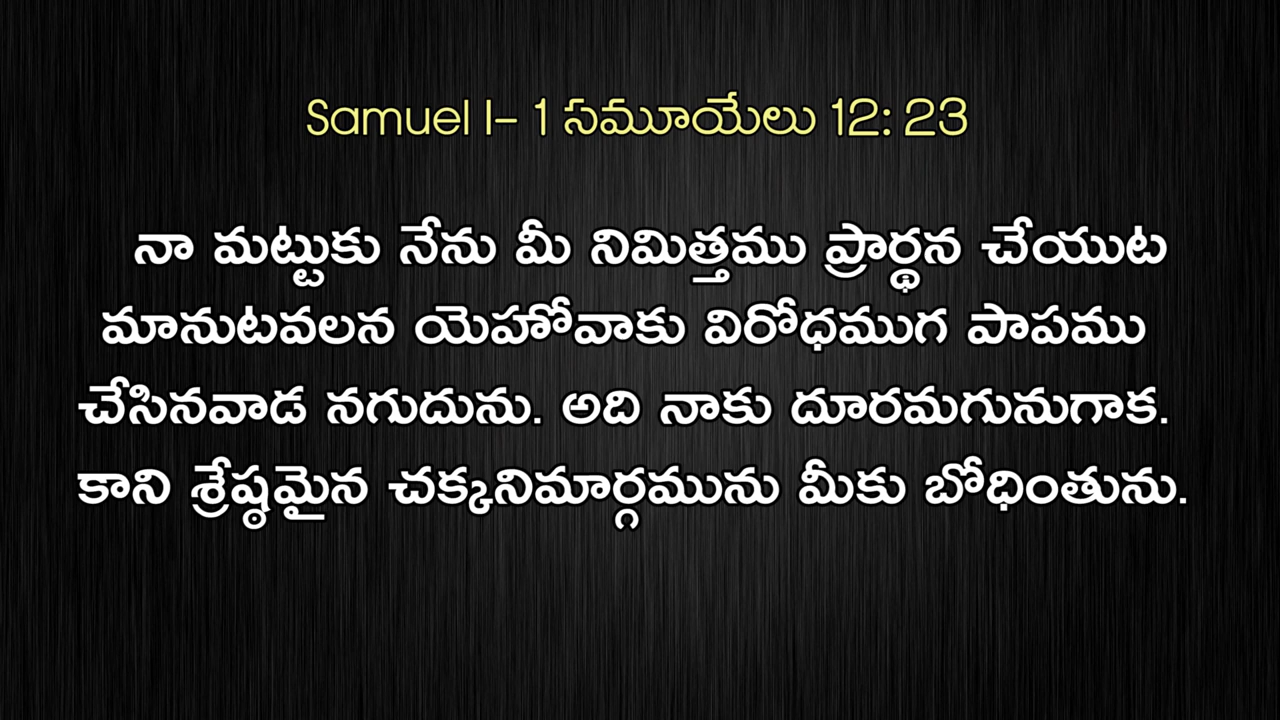 Samuel I- 1 సమూయేలు 12: 23
నా మట్టుకు నేను మీ నిమిత్తము ప్రార్థన చేయుట
మానుటవలన యెహోవాకు విరోధముగ పాపము
చేసినవాడ నగుదును. అది నాకు దూరమగునుగాక.
కాని శ్రేష్ఠమైన చక్కనిమార్గమును మీకు బోధింతును.